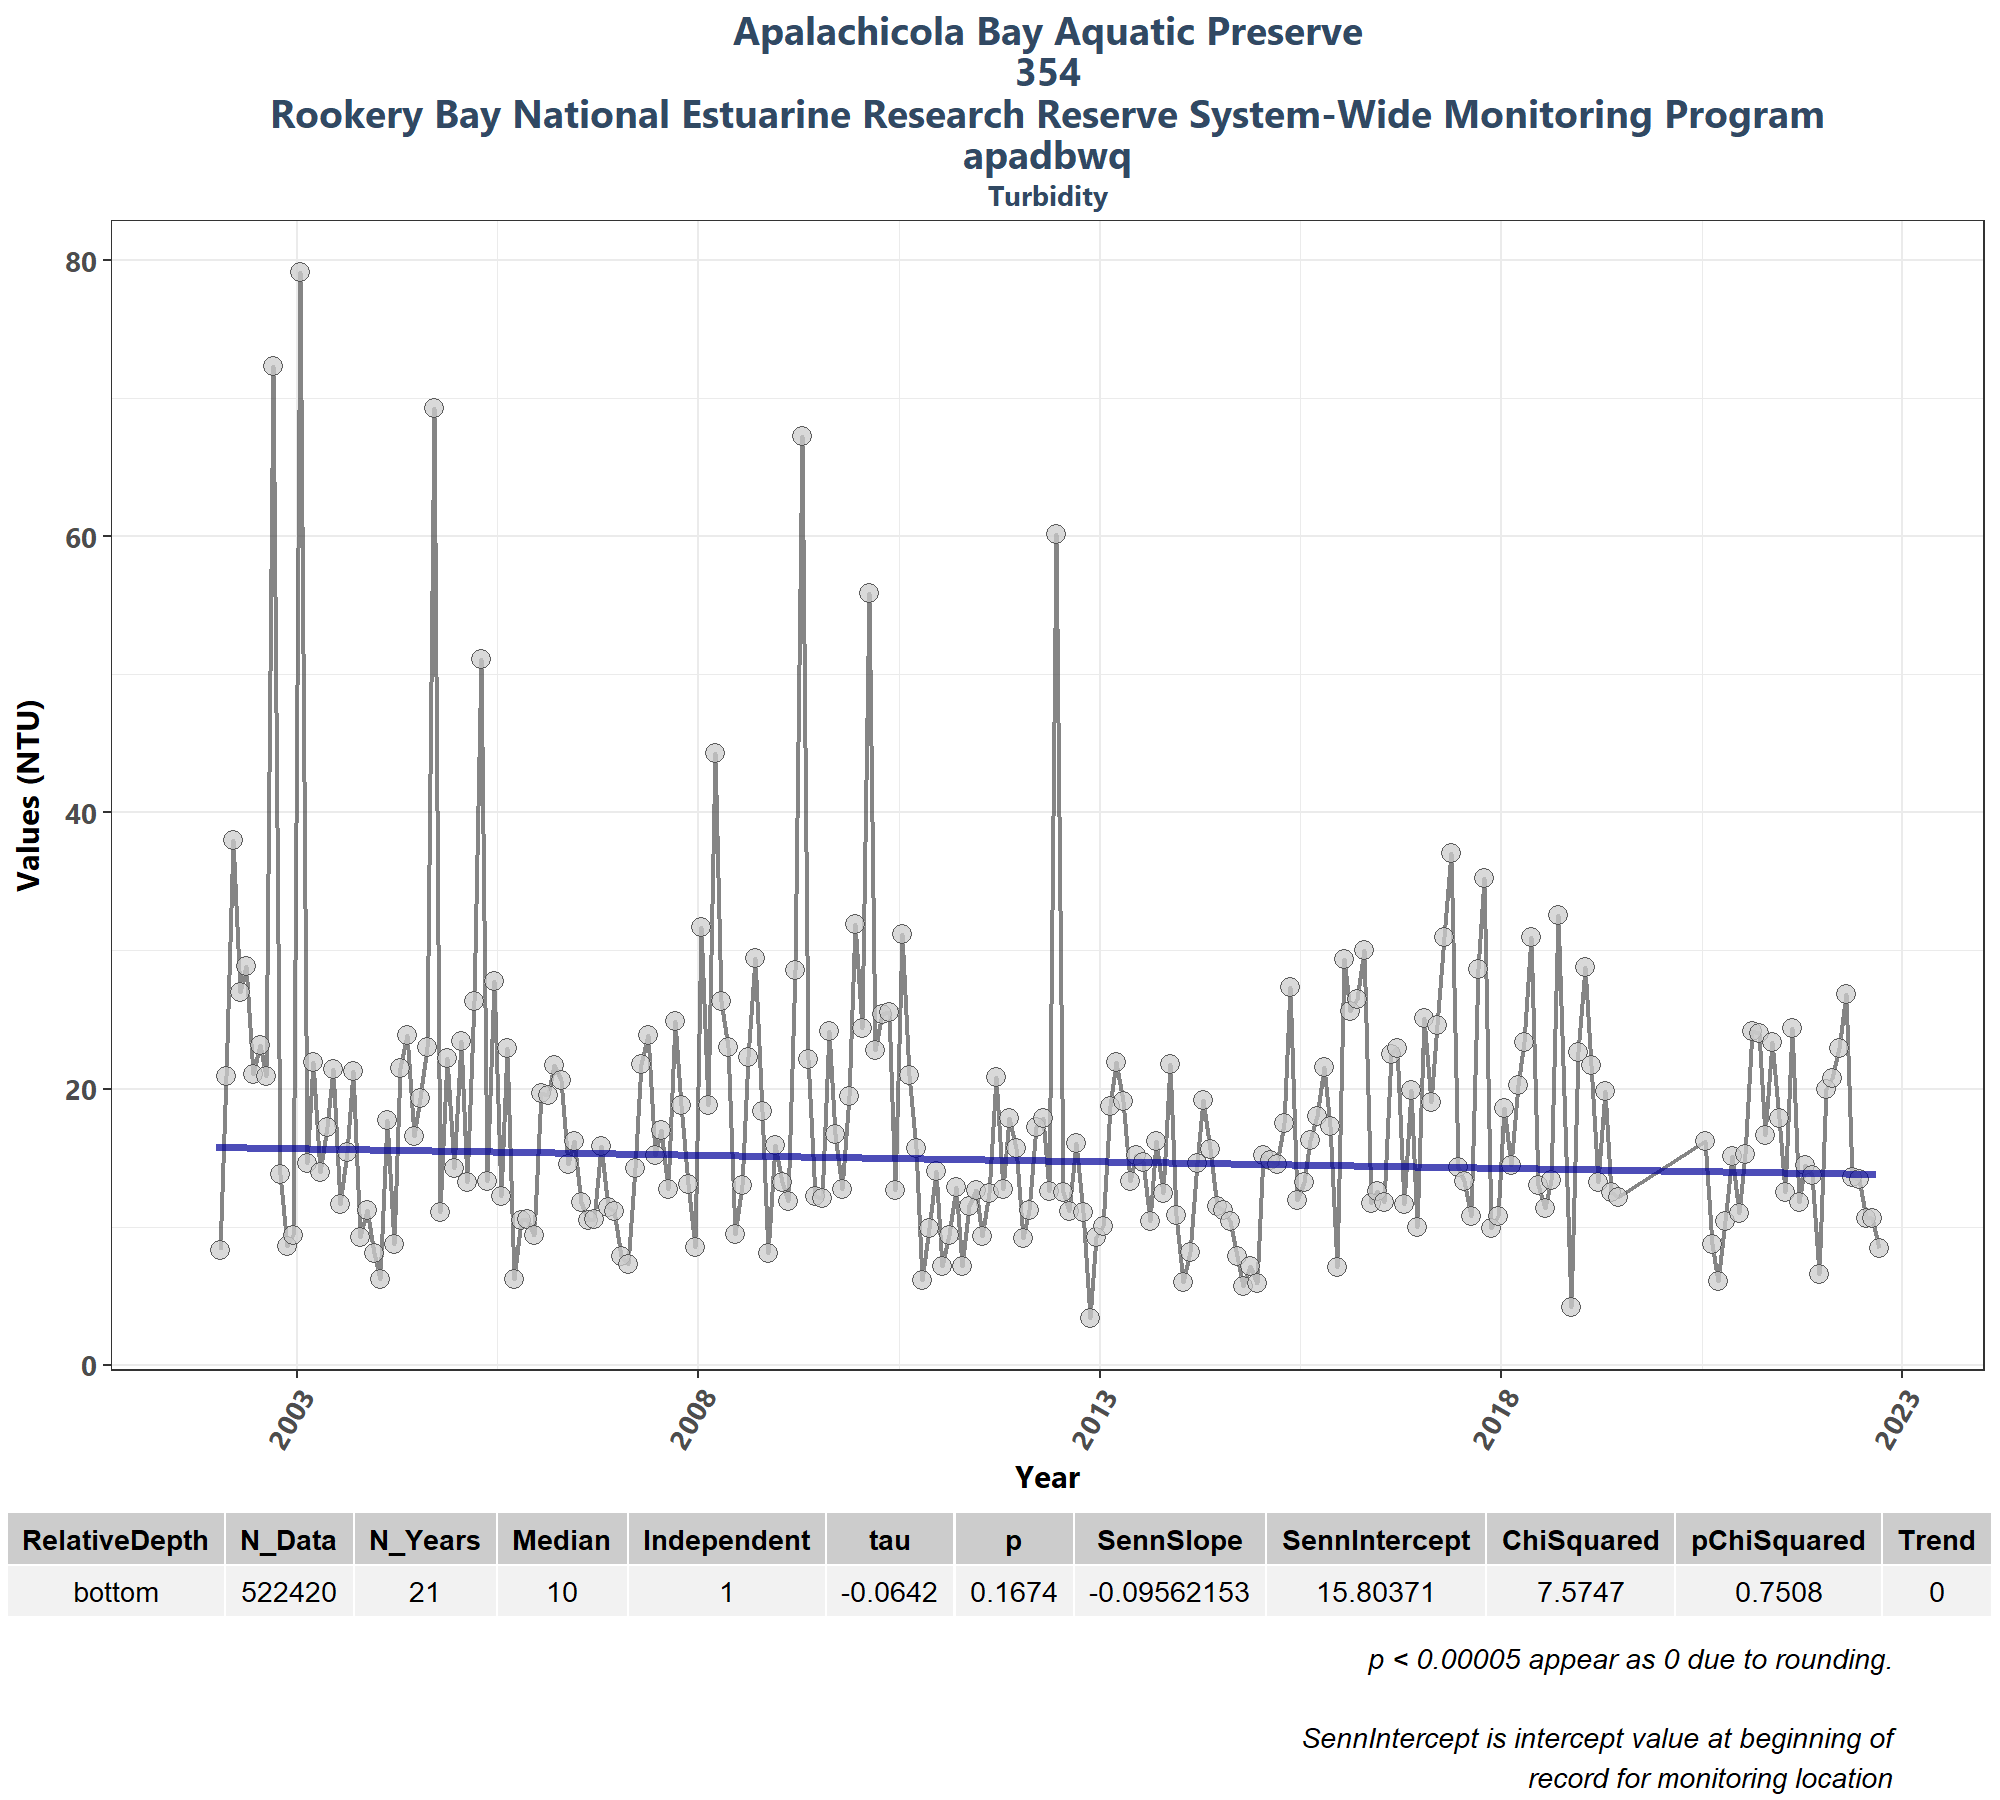 Apalachicola Bay Aquatic Preserve
354
Rookery Bay National Estuarine Research Reserve System-Wide Monitoring Program
apadbwq
Turbidity
80
60
40
20
0
Values (NTU)
2003
2008
2013
2018
2023
Year
RelativeDepth N_Data N_Years Median Independent tau p SennSlope SennIntercept ChiSquared pChiSquared Trend
bottom 522420 21 10 1 -0.0642 0.1674 -0.09562153 15.80371 7.5747 0.7508 0
p < 0.00005 appear as 0 due to rounding.
SennIntercept is intercept value at beginning of
record for monitoring location